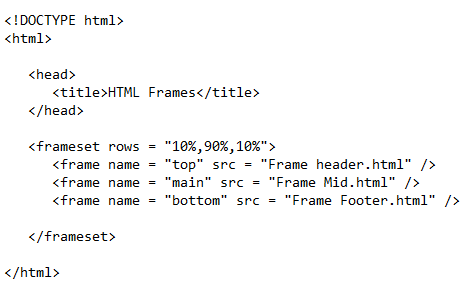 <!DOCTYPE html>
<html>
<head>
<title>HTML Frames</title>
</head>
<frameset rows = "10%,90%,10%">
<frame name = "top" src = "Frame header.html" />
<frame name = "main" src = "Frame Mid.html" />
<frame name = "bottom" src = "Frame Footer.html" />
</frameset>
</html>